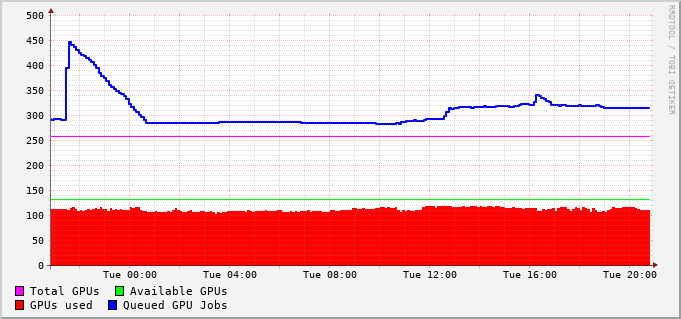 500
450
400
350
300
250
200
150
100
50
0
Tue 00:00 Tue 04:00 Tue 08:00 Tue 12:00 Tue 16:00 Tue 20:00
Total GPUs Available GPUs
GPUs used Queued GPU Jobs
RRDTOOL / TOBI OETIKER